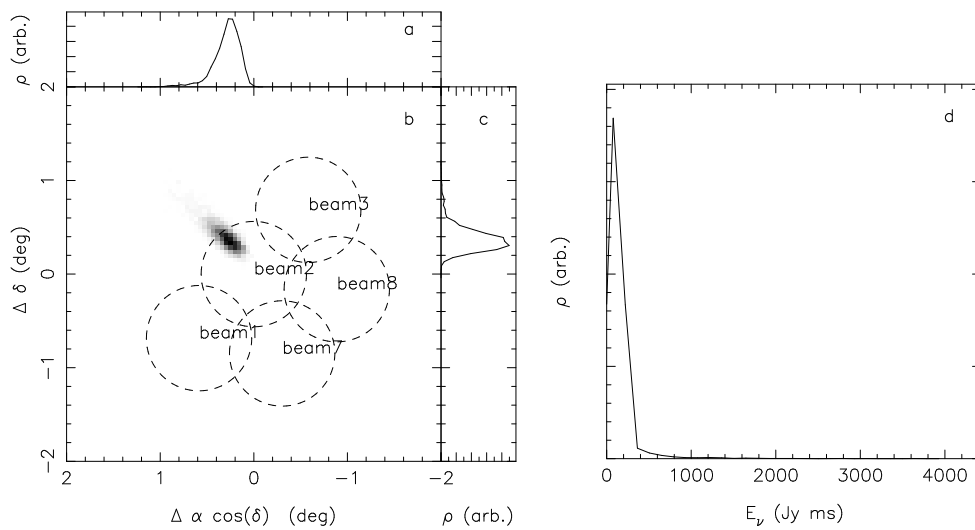 ρ (arb.)
a
2
b
c
d
Δ δ (deg)
1
0
−1
−2
beam3
beam2
beam8
beam1
beam7
ρ (arb.)
2 1 0 −1 −2
0 1000 2000 3000 4000
Δ α cos(δ) (deg)
ρ (arb.)
E_ν (Jy ms)